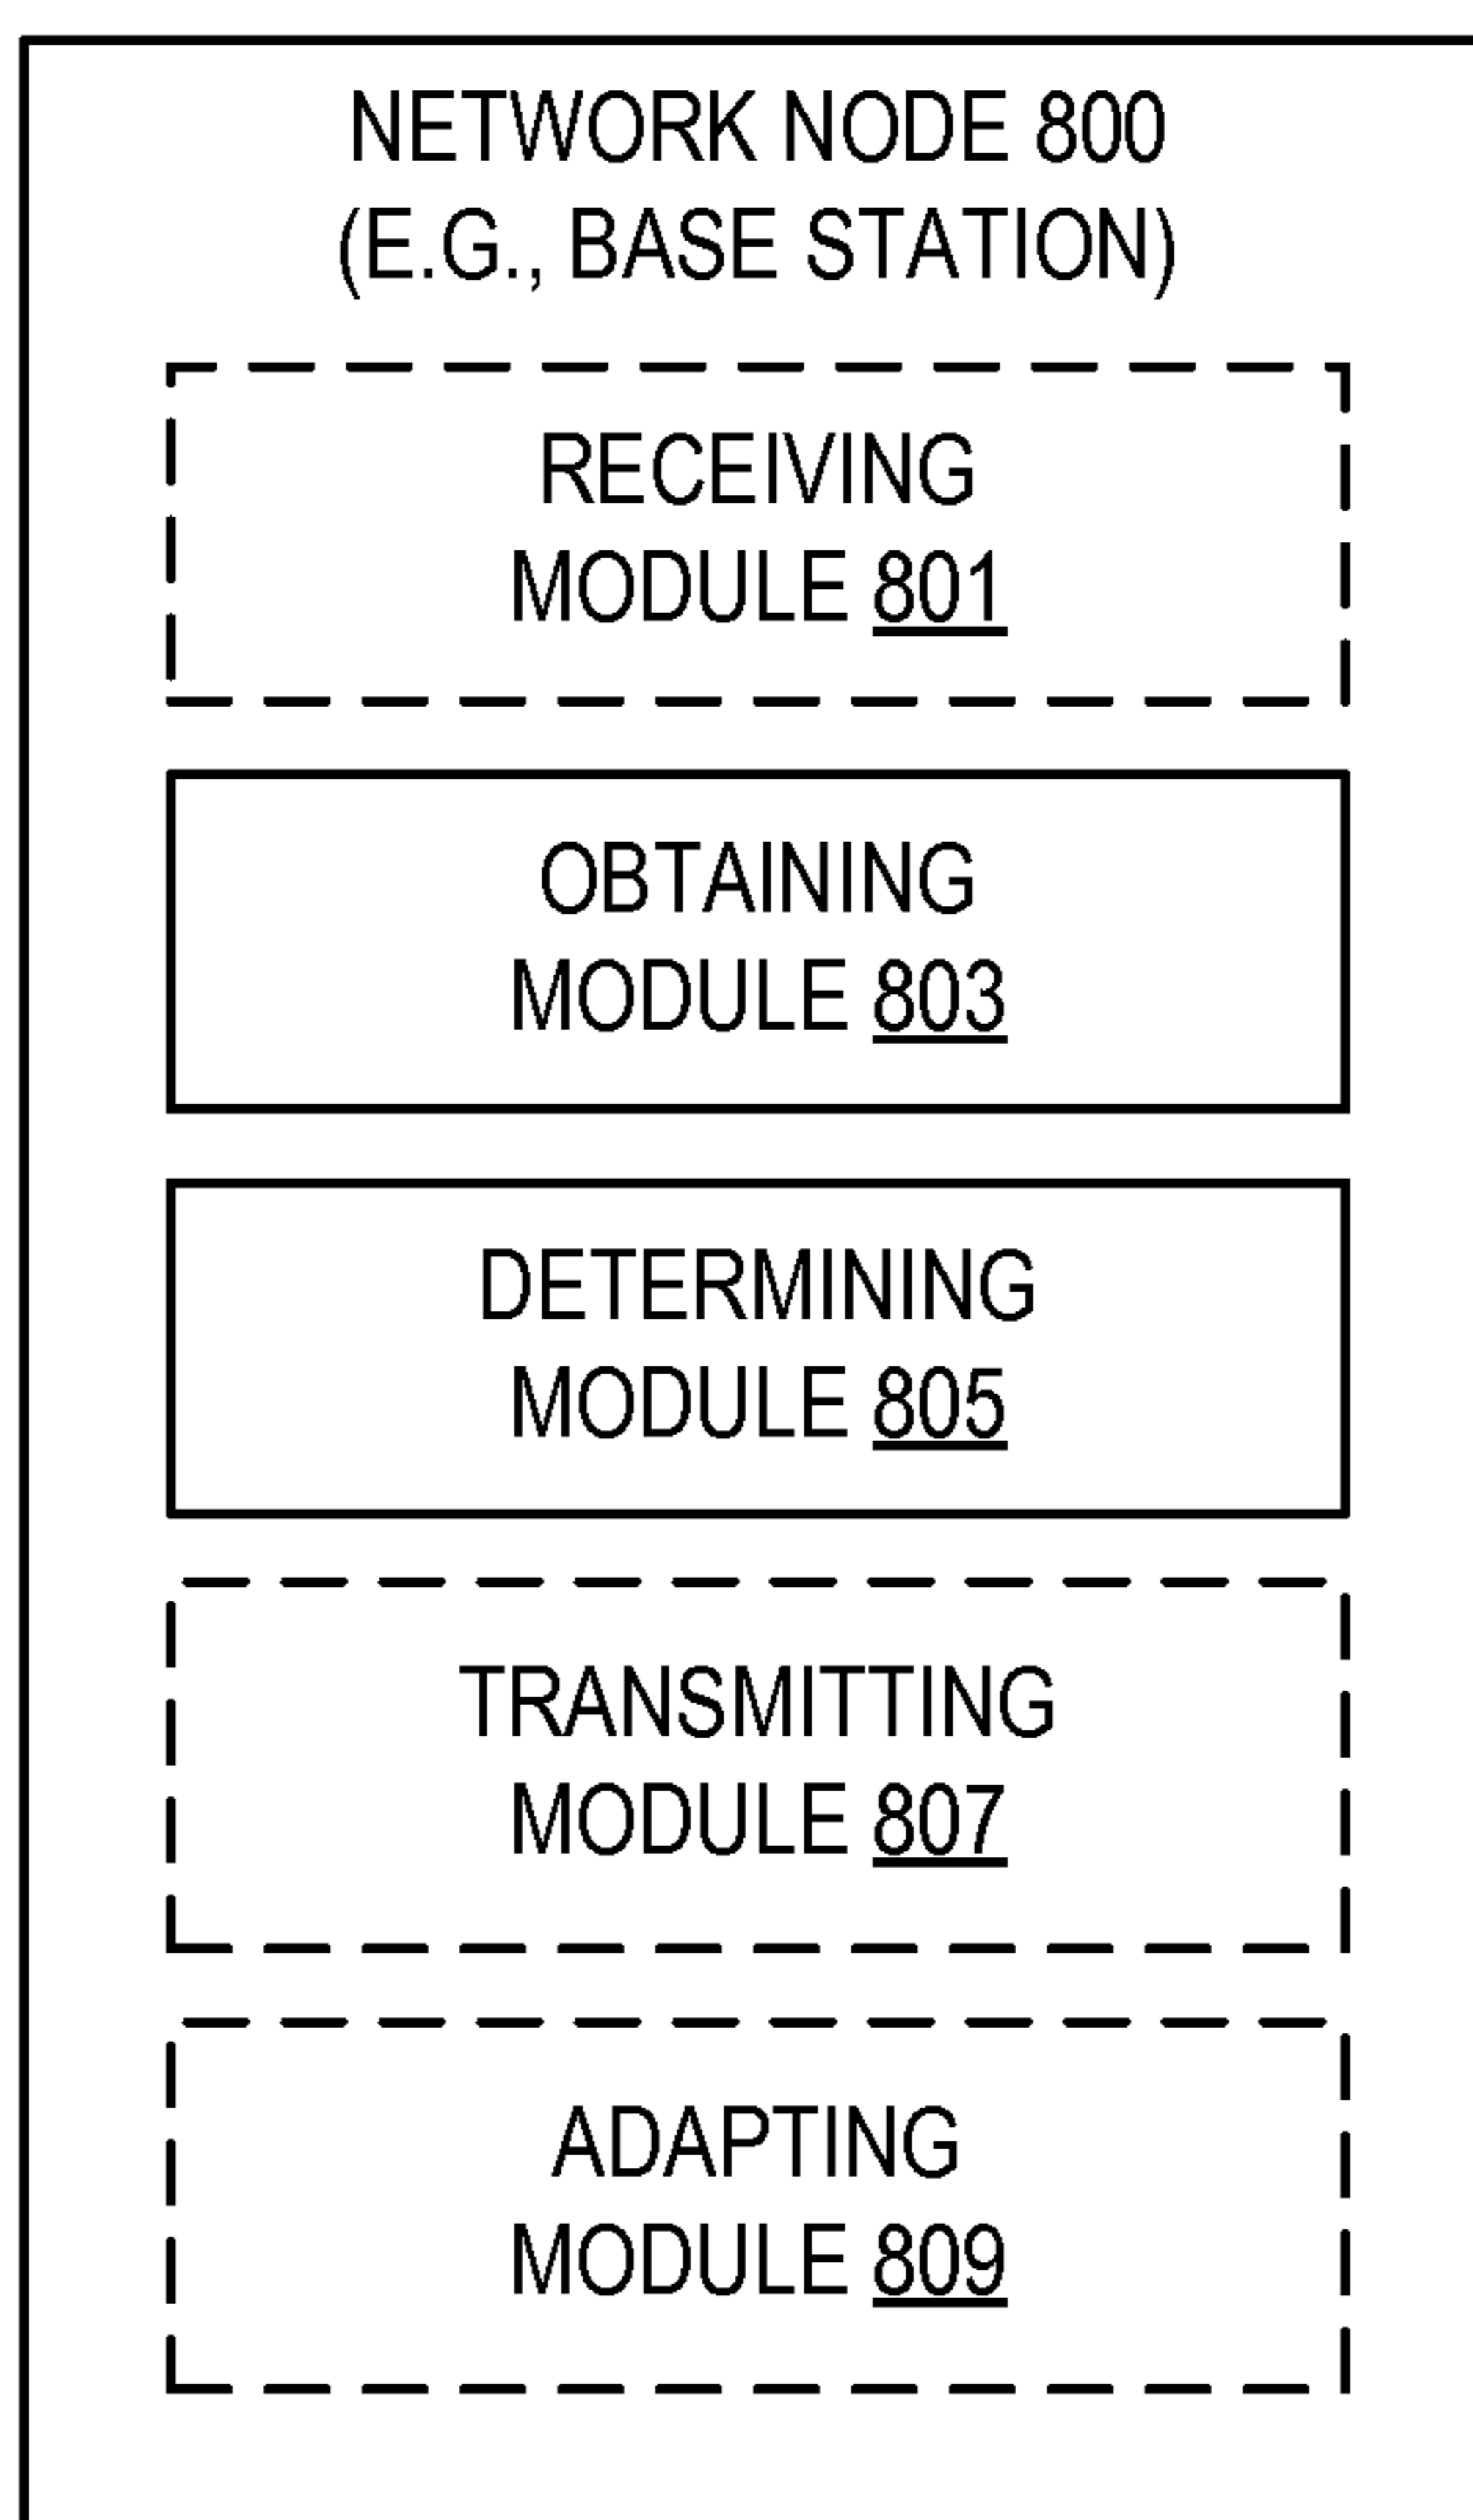 NETWORK NODE 800
(E.G., BASE STATION)
RECEIVING
MODULE 801
OBTAINING
MODULE 803
DETERMINING
MODULE 805
TRANSMITTING
MODULE 807
ADAPTING
MODULE 809